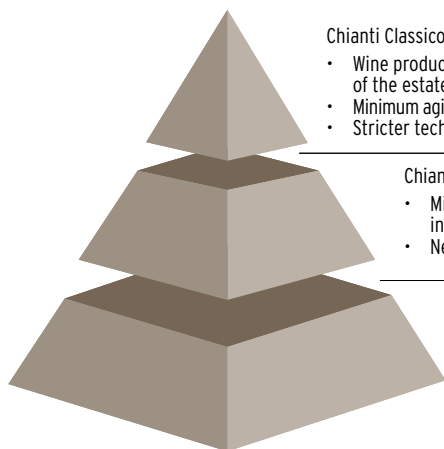 Chianti Classico
• Wine produc
of the estate
• Minimum agi
• Stricter tech
Chian
• Mi
in
• Ne